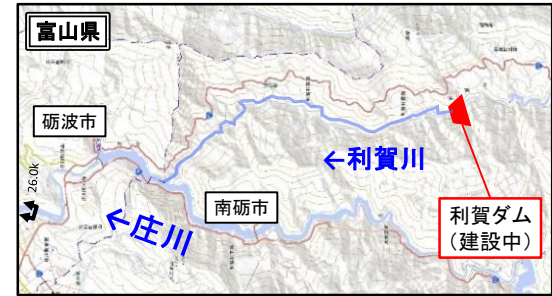 富山県
砺波市
26.0k
←利賀川
南砺市
←庄川
利賀ダム
(建設中)